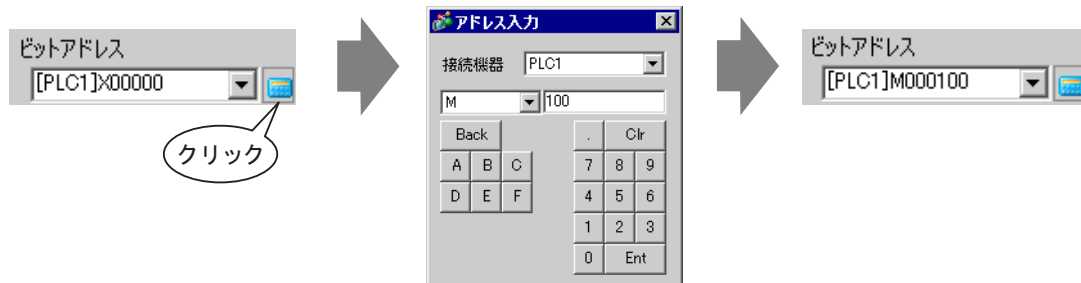 ビットアドレス
[PLC1]X00000
クリック
アドレス入力
接続機器 PLC1
M 100
Back . Clr
A B C 7 8 9
D E F 4 5 6
1 2 3
0 Ent
ビットアドレス
[PLC1]M000100